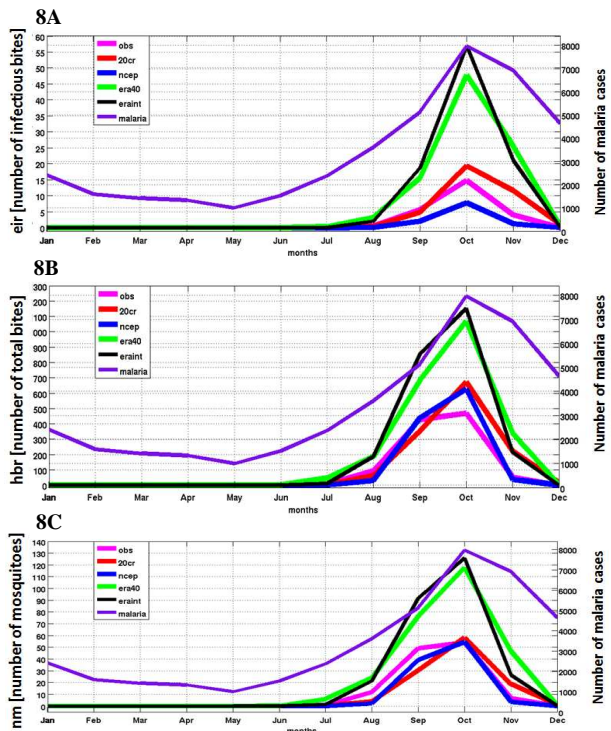 8A
eir [number of infectious bites]
60
55
50
45
40
35
30
25
20
15
10
5
0
obs
20cr
ncep
era40
eraint
malaria
8000
7000
6000
5000
4000
3000
2000
1000
0
Number of malaria cases
Jan Feb Mar Apr May Jun Jul Aug Sep Oct Nov Dec
months
8B
hbr [number of total bites]
300
200
100
000
900
800
700
600
500
400
300
200
100
0
obs
20cr
ncep
era40
eraint
malaria
8000
7000
6000
5000
4000
3000
2000
1000
0
Number of malaria cases
Jan Feb Mar Apr May Jun Jul Aug Sep Oct Nov Dec
months
8C
nm [number of mosquitoes]
140
130
120
110
100
90
80
70
60
50
40
30
20
10
0
obs
20cr
ncep
era40
eraint
malaria
8000
7000
6000
5000
4000
3000
2000
1000
0
Number of malaria cases
Jan Feb Mar Apr May Jun Jul Aug Sep Oct Nov Dec
months